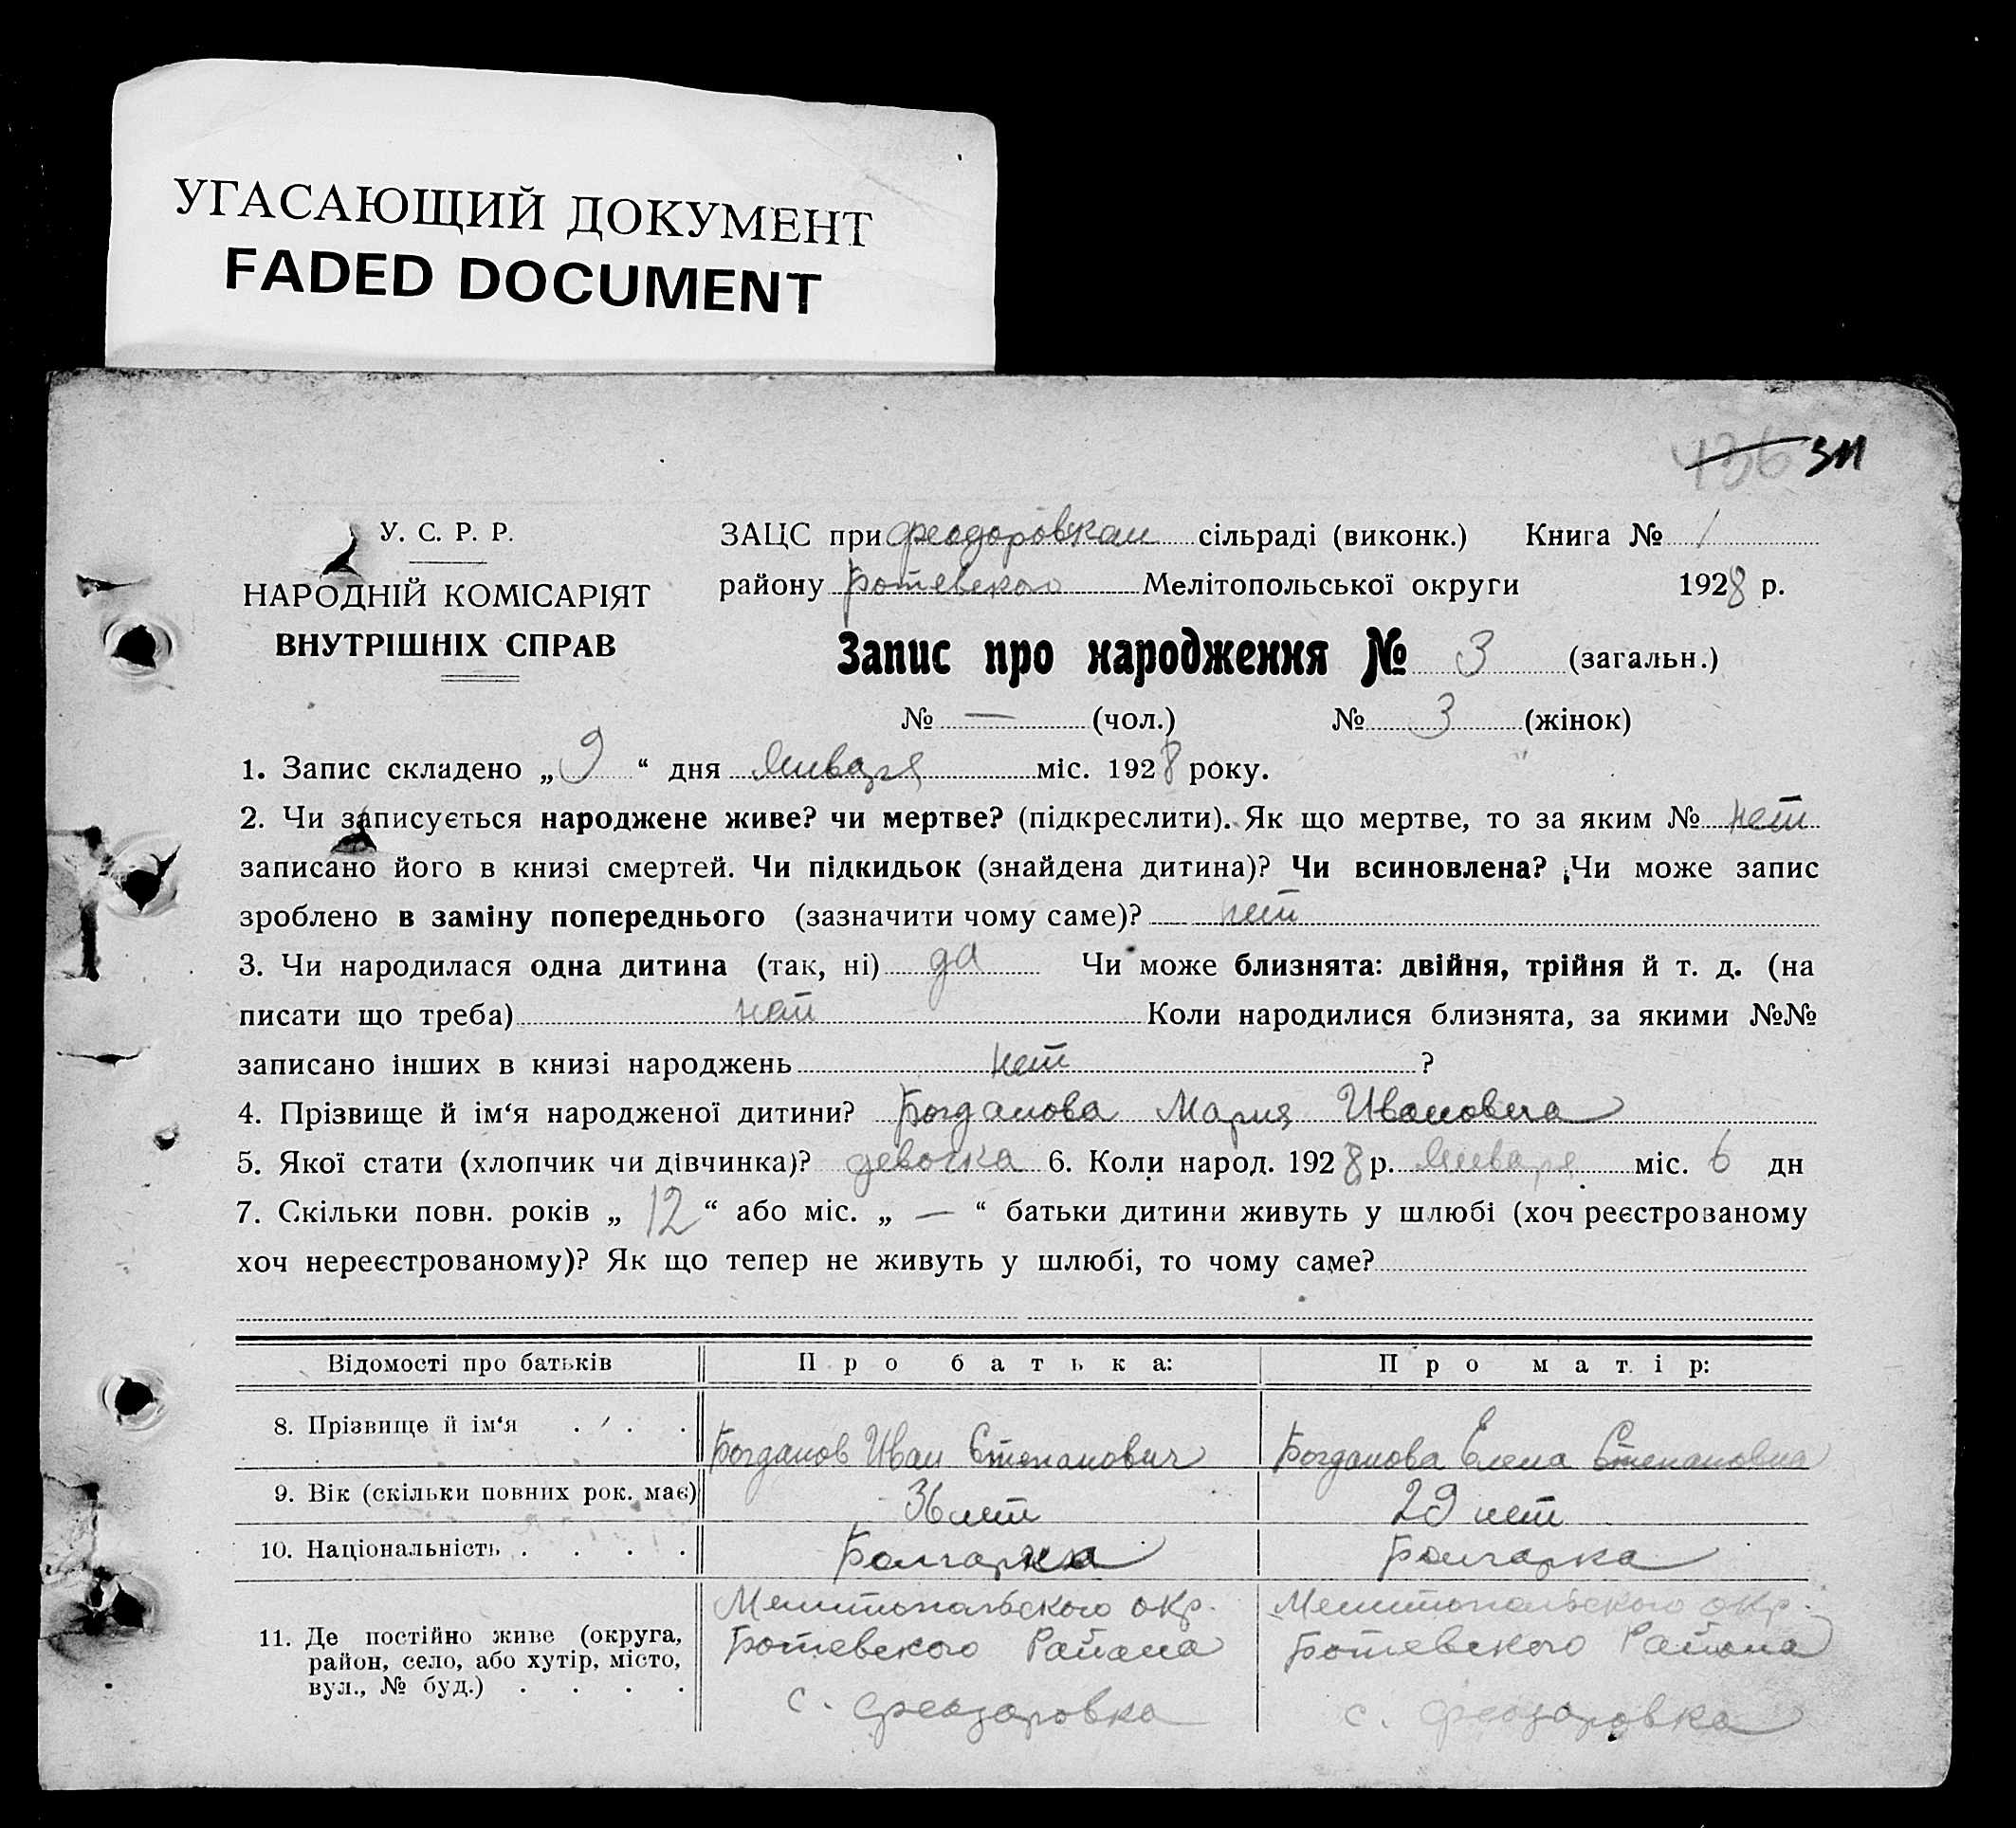 УГАСАЮЩИЙ ДОКУМЕНТ
FADED DOCUMENT
436 311
У. С. Р. Р.
НАРОДНІЙ КОМІСАРІЯТ
ВНУТРІШНІХ СПРАВ
ЗАЦС при Феодоровкам сільраді (виконк.) Книга № 1
району Ботевского Мелітопольської округи 1928 р.
Запис про народження № 3 (загальн.)
№ — (чол.) № 3 (жінок)
1. Запис складено „ 9 “ дня Января міс. 1928 року.
2. Чи записується народжене живе? чи мертве? (підкреслити). Як що мертве, то за яким № нет
записано його в книзі смертей. Чи підкидьок (знайдена дитина)? Чи всиновлена? Чи може запис
зроблено в заміну попереднього (зазначити чому саме)? нет
3. Чи народилася одна дитина (так, ні) да Чи може близнята: двійня, трійня й т. д. (на
писати що треба) нет Коли народилися близнята, за якими №№
записано інших в книзі народжень нет ?
4. Прізвище й ім‘я народженої дитини? Богданова Мария Ивановна
5. Якої стати (хлопчик чи дівчинка)? девочка 6. Коли народ. 1928 р. Января міс. 6 дн
7. Скільки повн. років „ 12 “ або міс. „ — “ батьки дитини живуть у шлюбі (хоч реєстрованому
хоч нереєстрованому)? Як що тепер не живуть у шлюбі, то чому саме?
Відомості про батьків Про батька: Про матір:
8. Прізвище й ім‘я . . . . Богданов Иван Степанович Богданова Елена Степановна
9. Вік (скільки повних рок. має) 36 лет 29 лет
10. Національність . . . . Болгарка Болгарка
11. Де постійно живе (округа, район, село, або хутір, місто, вул., № буд.) . . . .
Мелитопольского окр. Мелитопольского окр.
Ботевского Района Ботевского Района
с. Феодоровка с. Феодоровка